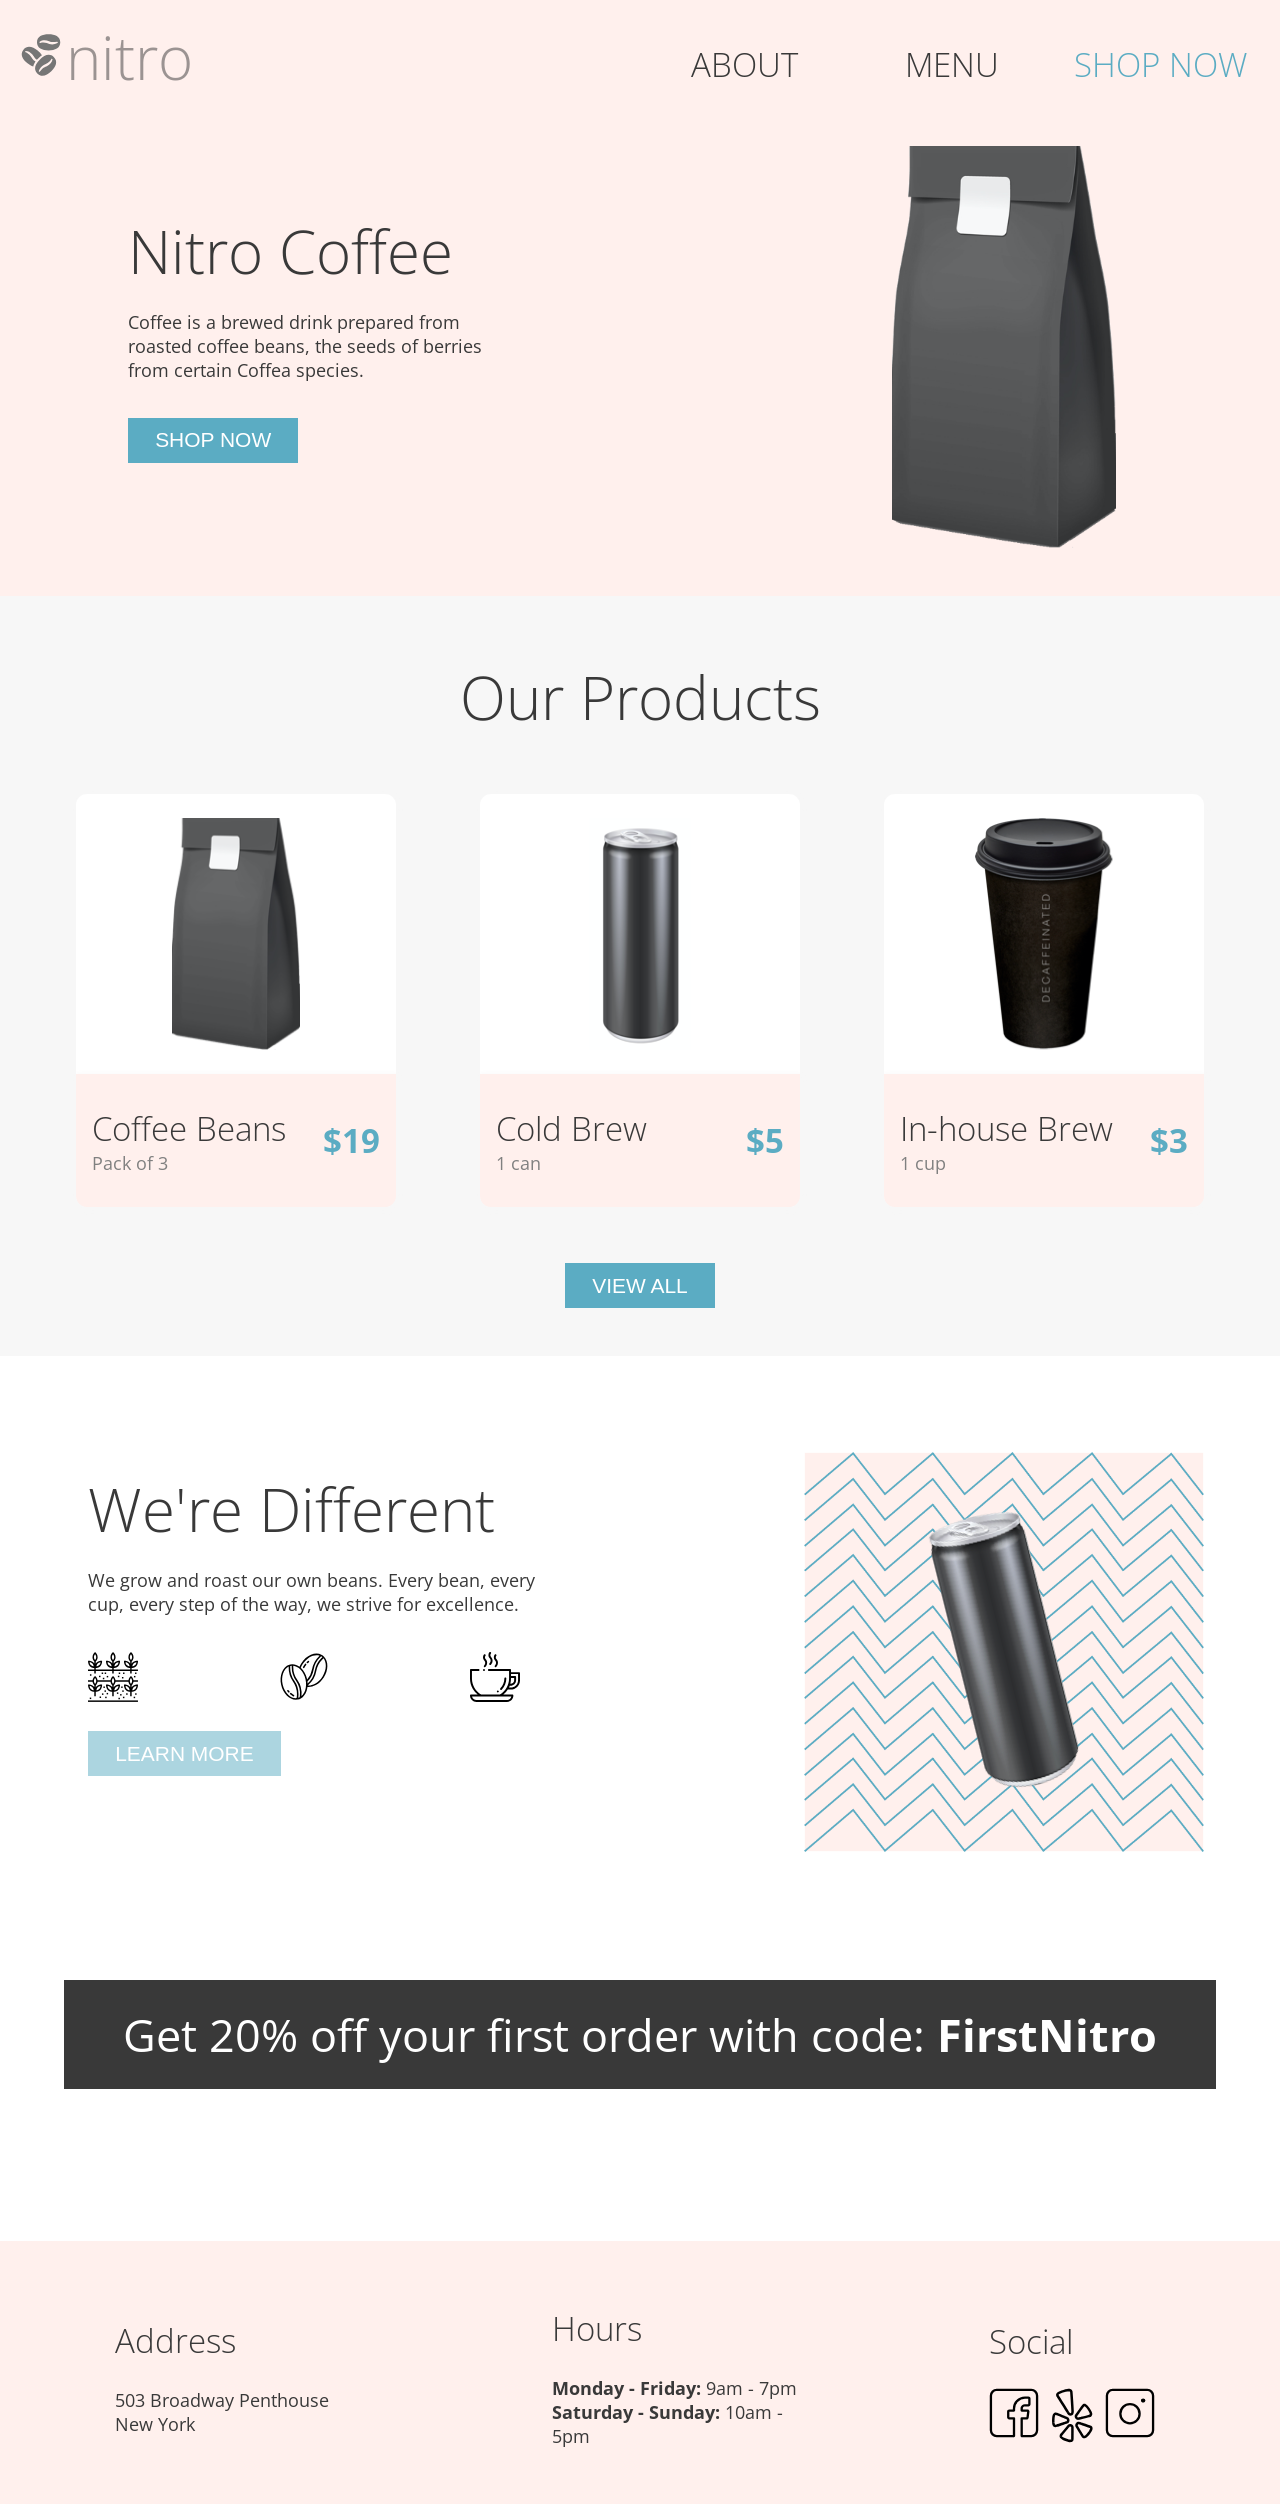 nitro
ABOUT MENU SHOP NOW
Nitro Coffee
Coffee is a brewed drink prepared from
roasted coffee beans, the seeds of berries
from certain Coffea species.
SHOP NOW
Our Products
DECAFFEINATED
Coffee Beans
Pack of 3
$19
Cold Brew
1 can
$5
In-house Brew
1 cup
$3
VIEW ALL
We're Different
We grow and roast our own beans. Every bean, every
cup, every step of the way, we strive for excellence.
LEARN MORE
Get 20% off your first order with code: FirstNitro
Address
503 Broadway Penthouse
New York
Hours
Monday - Friday: 9am - 7pm
Saturday - Sunday: 10am -
5pm
Social